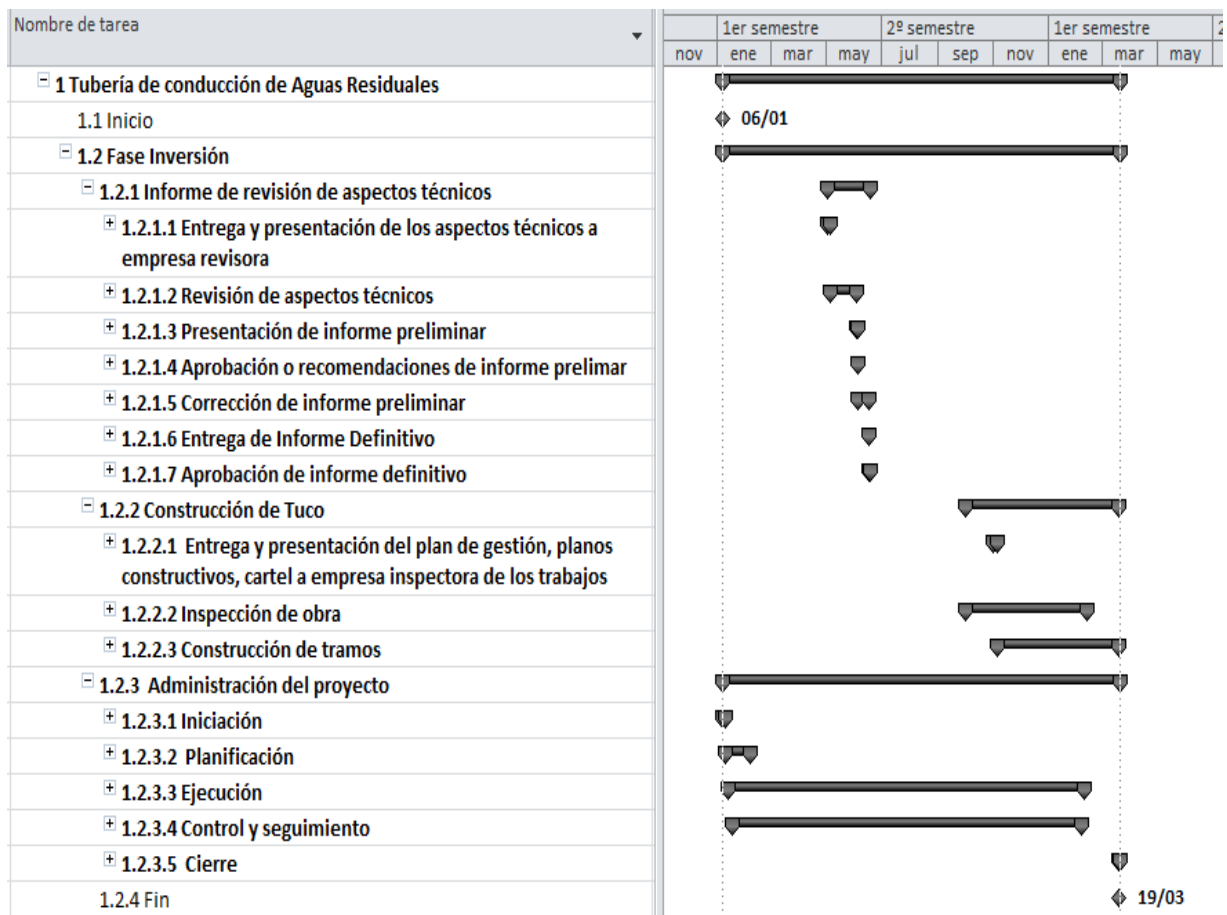 Nombre de tarea
1er semestre 2º semestre 1er semestre 2
nov ene mar may jul sep nov ene mar may
1 Tubería de conducción de Aguas Residuales
1.1 Inicio
06/01
1.2 Fase Inversión
1.2.1 Informe de revisión de aspectos técnicos
1.2.1.1 Entrega y presentación de los aspectos técnicos a
empresa revisora
1.2.1.2 Revisión de aspectos técnicos
1.2.1.3 Presentación de informe preliminar
1.2.1.4 Aprobación o recomendaciones de informe prelimar
1.2.1.5 Corrección de informe preliminar
1.2.1.6 Entrega de Informe Definitivo
1.2.1.7 Aprobación de informe definitivo
1.2.2 Construcción de Tuco
1.2.2.1 Entrega y presentación del plan de gestión, planos
constructivos, cartel a empresa inspectora de los trabajos
1.2.2.2 Inspección de obra
1.2.2.3 Construcción de tramos
1.2.3 Administración del proyecto
1.2.3.1 Iniciación
1.2.3.2 Planificación
1.2.3.3 Ejecución
1.2.3.4 Control y seguimiento
1.2.3.5 Cierre
1.2.4 Fin
19/03